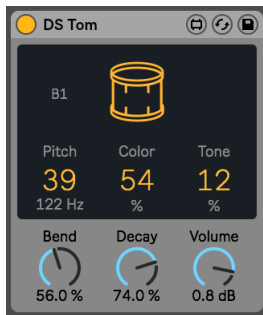 DS Tom
B1
Pitch Color Tone
39 54 12
122 Hz % %
Bend Decay Volume
56.0 % 74.0 % 0.8 dB